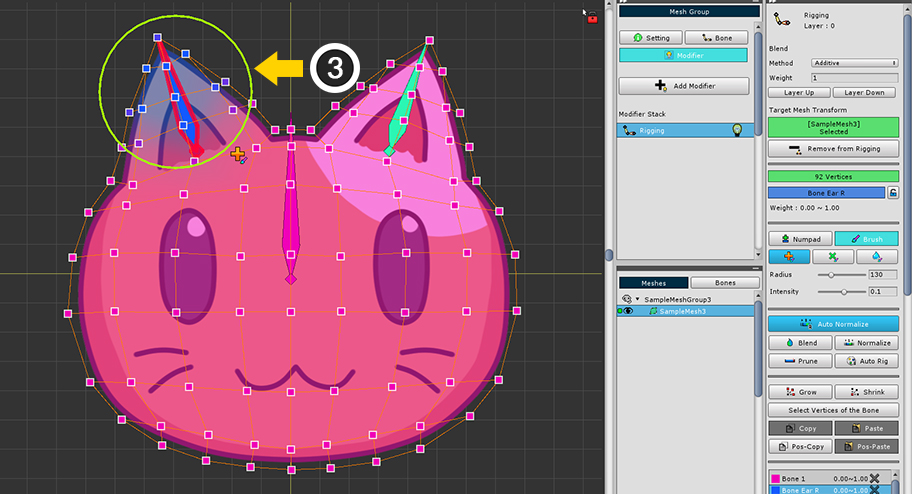 3
Mesh Group
Setting
Bone
Modifier
Add Modifier
Modifier Stack
Rigging
Meshes
Bones
SampleMeshGroup3
SampleMesh3
Rigging
Layer : 0
Blend
Method
Additive
Weight
1
Layer Up
Layer Down
Target Mesh Transform
[SampleMesh3]
Selected
Remove from Rigging
92 Vertices
Bone Ear R
Weight : 0.00 ~ 1.00
Numpad
Brush
Radius
130
Intensity
0.1
Auto Normalize
Blend
Normalize
Prune
Auto Rig
Grow
Shrink
Select Vertices of the Bone
Copy
Paste
Pos-Copy
Pos-Paste
Bone 1
0.00~1.00
Bone Ear R
0.00~1.00